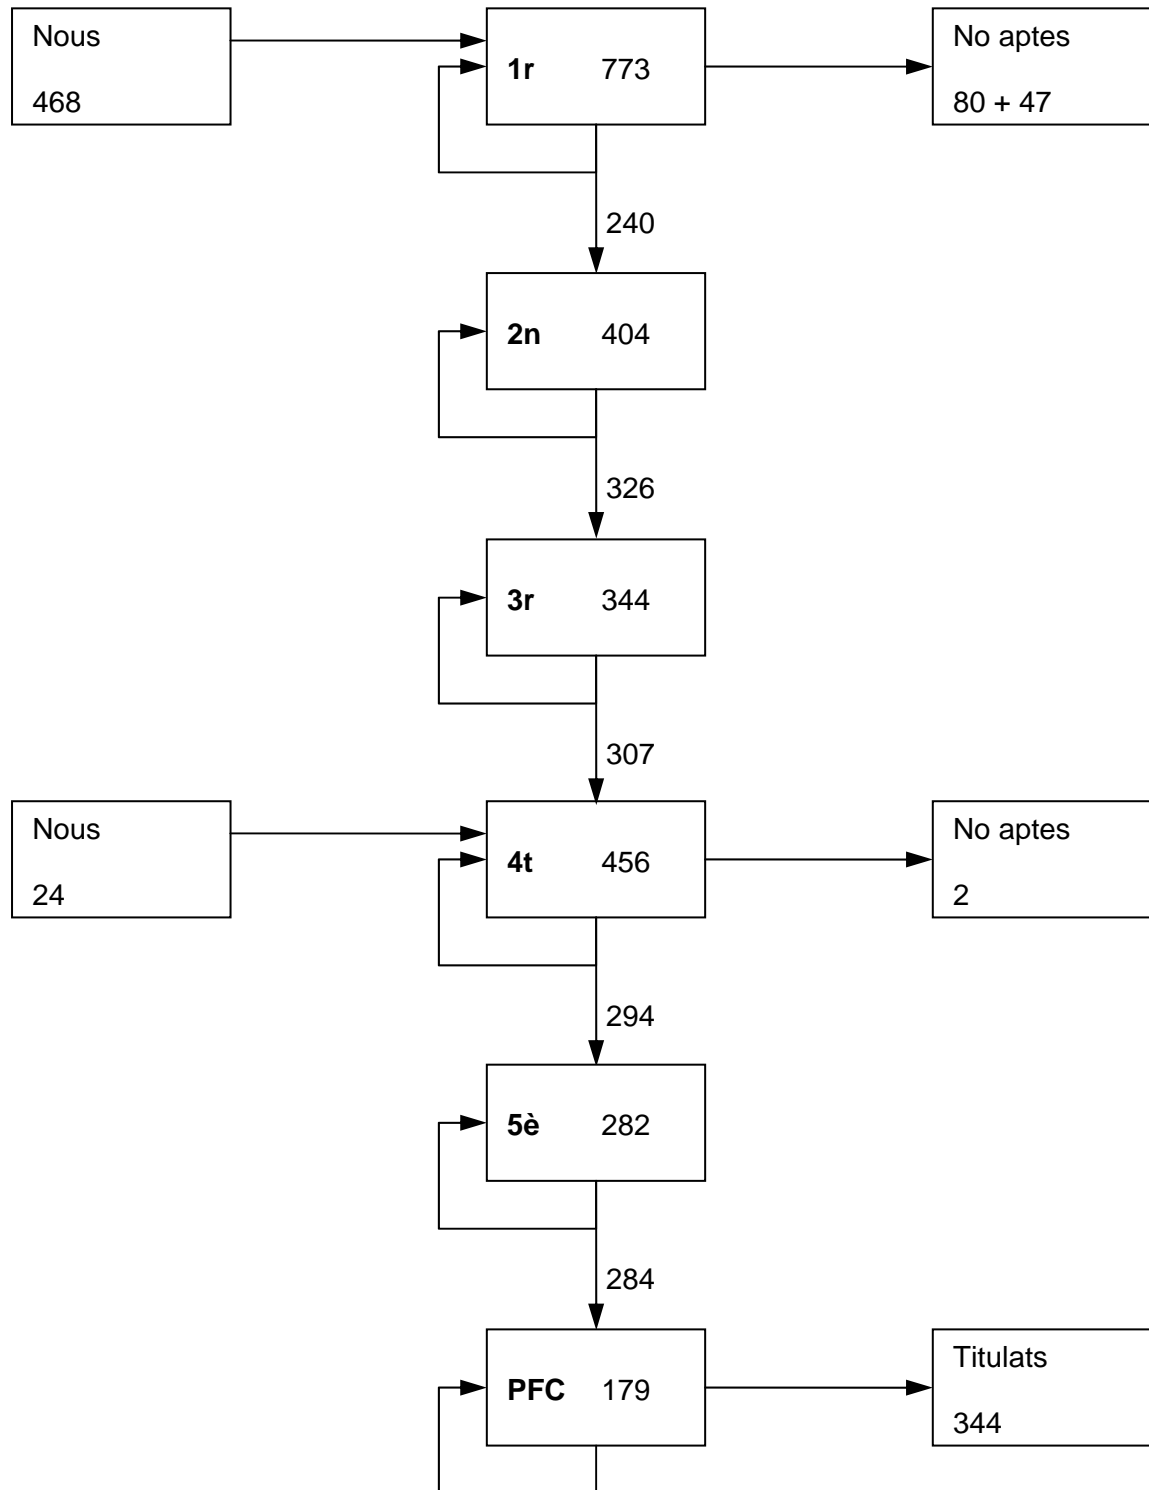 Nous
468
1r 773
No aptes
80 + 47
240
2n 404
326
3r 344
307
Nous
24
4t 456
No aptes
2
294
5è 282
284
PFC 179
Titulats
344